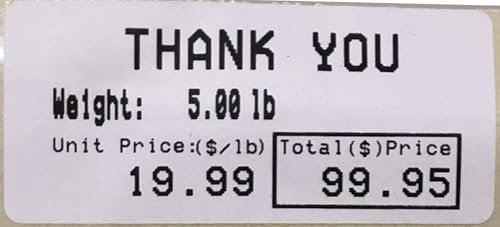 THANK YOU
Weight: 5.00 lb
Unit Price:($/lb) Total($)Price
19.99 99.95